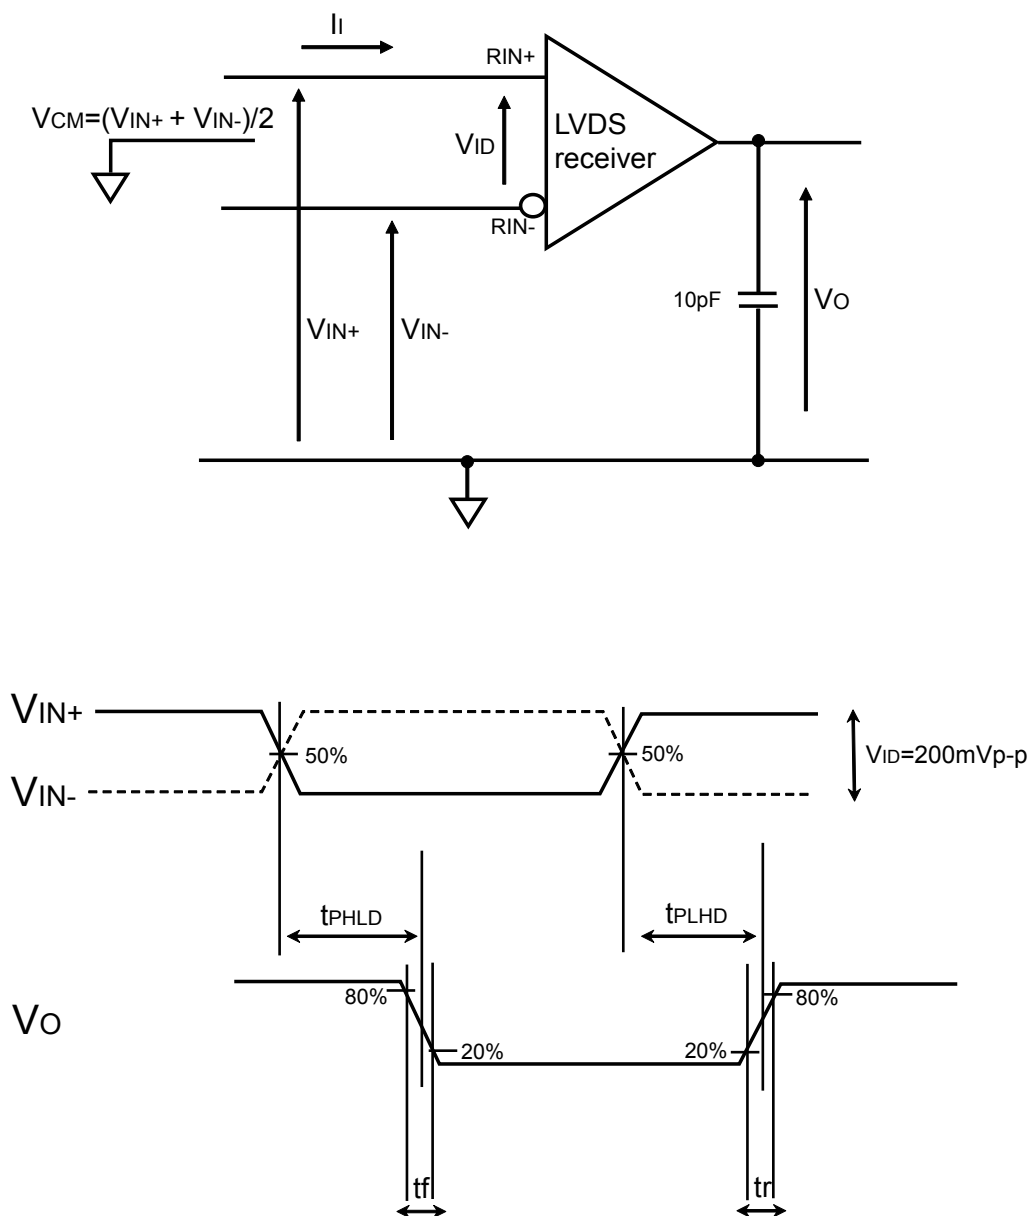 II
RIN+
VCM=(VIN+ + VIN-)/2
LVDS
receiver
VID
RIN-
10pF
VO
VIN+
VIN-
VIN+
50%
50%
VID=200mVp-p
VIN-
tPHLD
tPLHD
80%
80%
VO
20%
20%
tf
tr